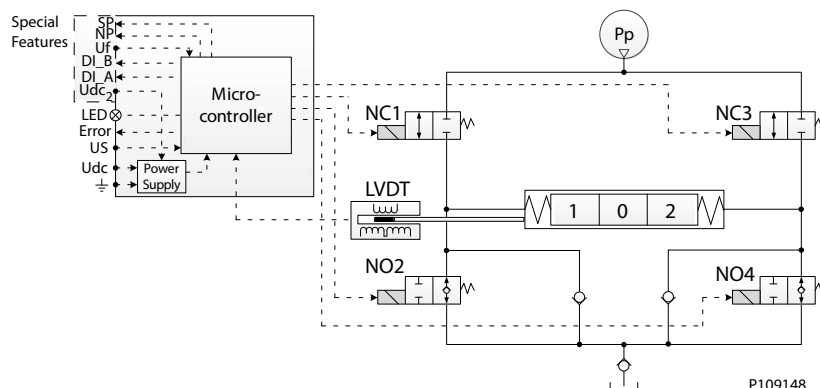 Special
Features
SP
NP
Uf
DI_B
DI_A
Udc2
LED
Error
US
Udc
Micro-
controller
Power
Supply
Pp
NC1
NC3
LVDT
1 0 2
NO2
NO4
P109148